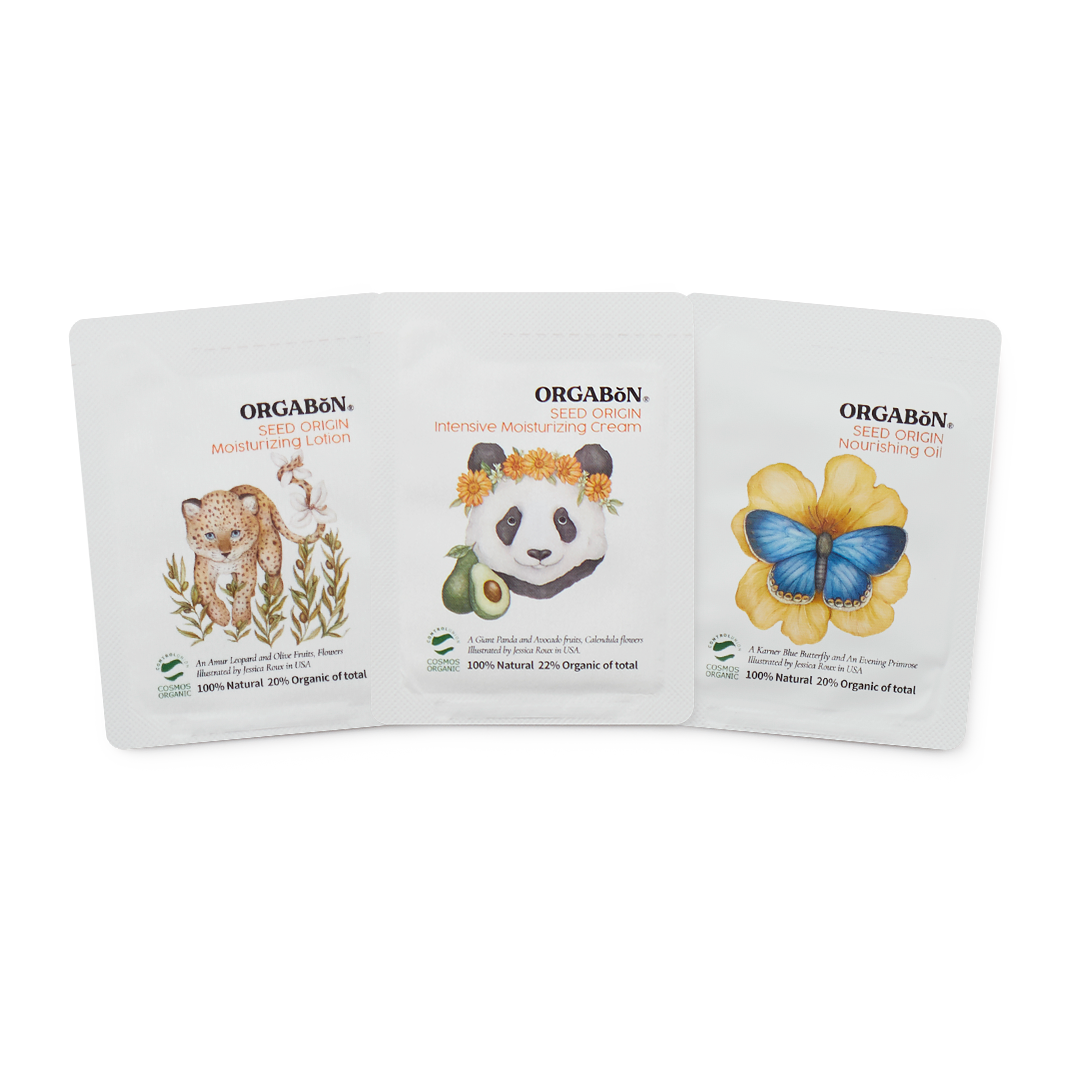 ORGABŏN®
SEED ORIGIN
Moisturizing Lotion
COSMOS
ORGANIC
An Amur Leopard and Olive Fruits, Flowers
Illustrated by Jessica Roux in USA
100% Natural 20% Organic of total
ORGABŏN®
SEED ORIGIN
Intensive Moisturizing Cream
COSMOS
ORGANIC
A Giant Panda and Avocado fruits, Calendula flowers
Illustrated by Jessica Roux in USA.
100% Natural 22% Organic of total
ORGABŏN®
SEED ORIGIN
Nourishing Oil
COSMOS
ORGANIC
A Karner Blue Butterfly and An Evening Primrose
Illustrated by Jessica Roux in USA
100% Natural 20% Organic of total